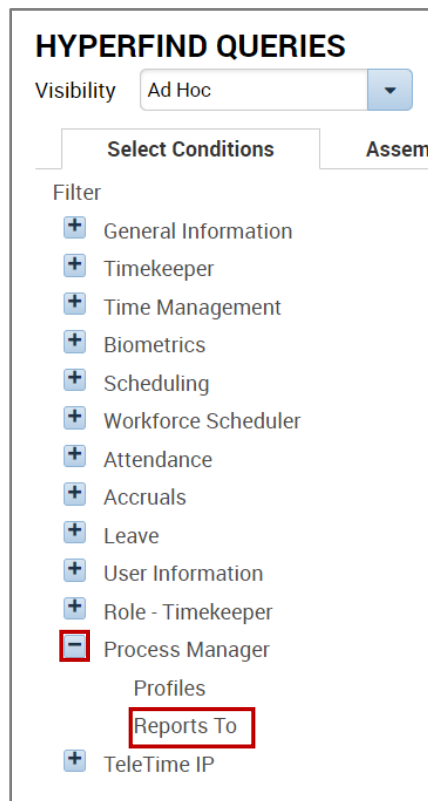 HYPERFIND QUERIES
Visibility Ad Hoc
Select Conditions Assem
Filter
General Information
Timekeeper
Time Management
Biometrics
Scheduling
Workforce Scheduler
Attendance
Accruals
Leave
User Information
Role - Timekeeper
Process Manager
Profiles
Reports To
TeleTime IP